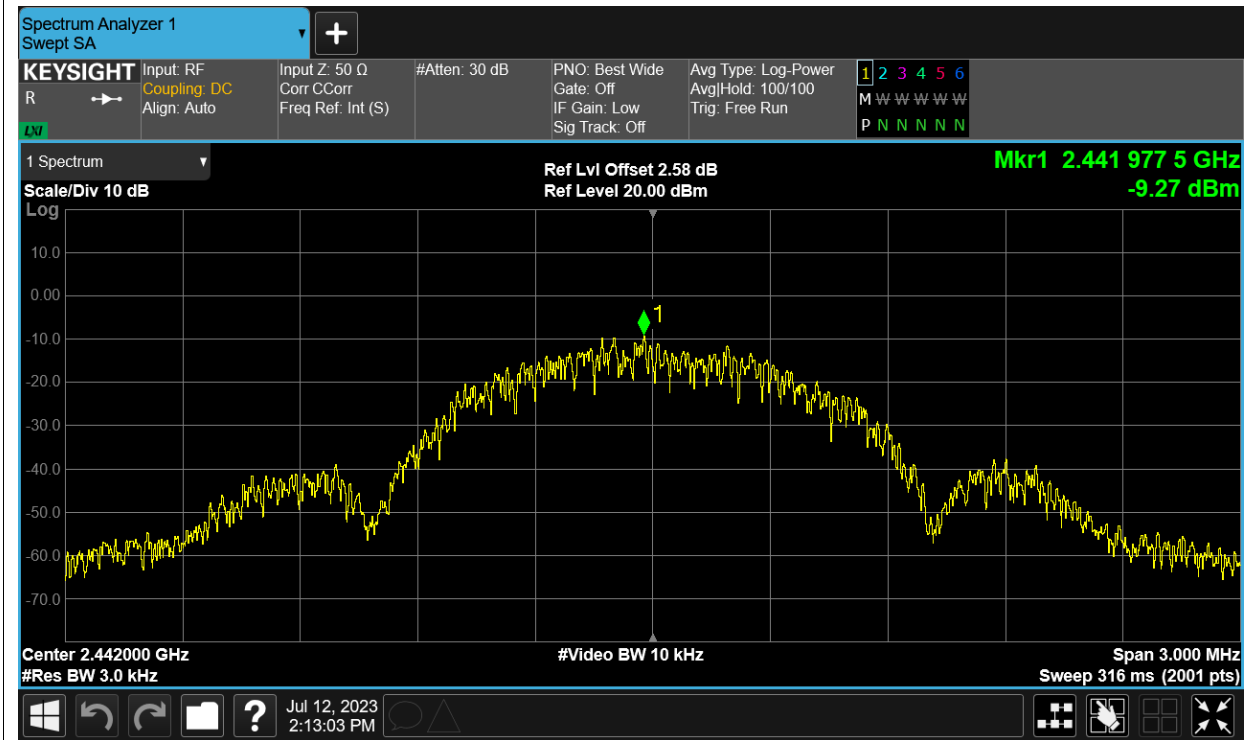 Spectrum Analyzer 1
Swept SA
KEYSIGHT
R
LXI
Input: RF
Coupling: DC
Align: Auto
Input Z: 50 Ω
Corr CCorr
Freq Ref: Int (S)
#Atten: 30 dB
PNO: Best Wide
Gate: Off
IF Gain: Low
Sig Track: Off
Avg Type: Log-Power
Avg|Hold: 100/100
Trig: Free Run
1 2 3 4 5 6
M W W W W W
P N N N N N
1 Spectrum
Scale/Div 10 dB
Ref Lvl Offset 2.58 dB
Ref Level 20.00 dBm
Mkr1 2.441 977 5 GHz
-9.27 dBm
Log
10.0
0.00
-10.0
-20.0
-30.0
-40.0
-50.0
-60.0
-70.0
1
Center 2.442000 GHz
#Res BW 3.0 kHz
#Video BW 10 kHz
Span 3.000 MHz
Sweep 316 ms (2001 pts)
?
Jul 12, 2023
2:13:03 PM